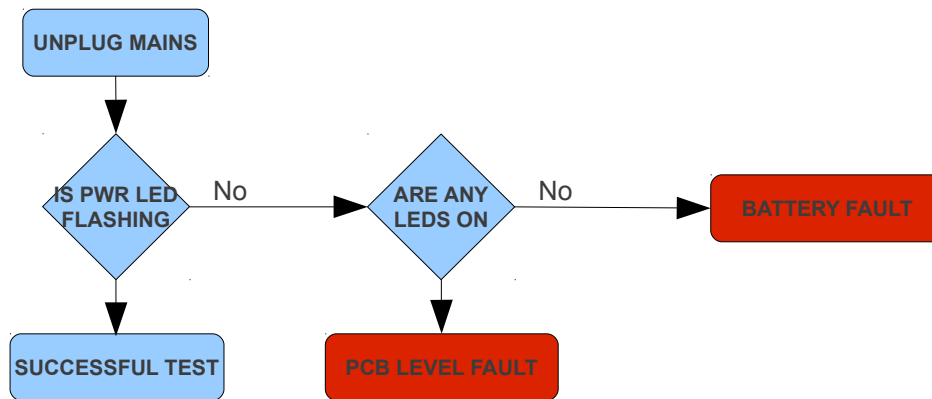 UNPLUG MAINS
IS PWR LED
FLASHING
No
ARE ANY
LEDS ON
No
BATTERY FAULT
SUCCESSFUL TEST
PCB LEVEL FAULT